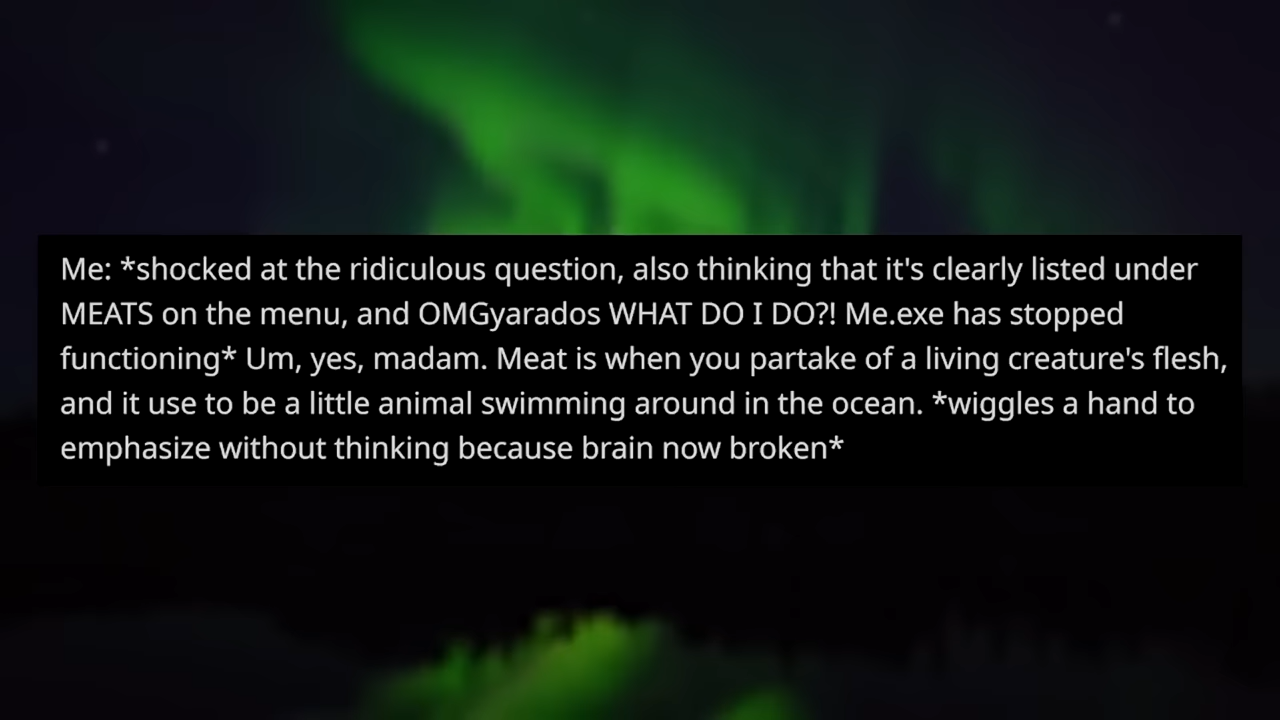 Me: *shocked at the ridiculous question, also thinking that it's clearly listed under
MEATS on the menu, and OMGyarados WHAT DO I DO?! Me.exe has stopped
functioning* Um, yes, madam. Meat is when you partake of a living creature's flesh,
and it use to be a little animal swimming around in the ocean. *wiggles a hand to
emphasize without thinking because brain now broken*